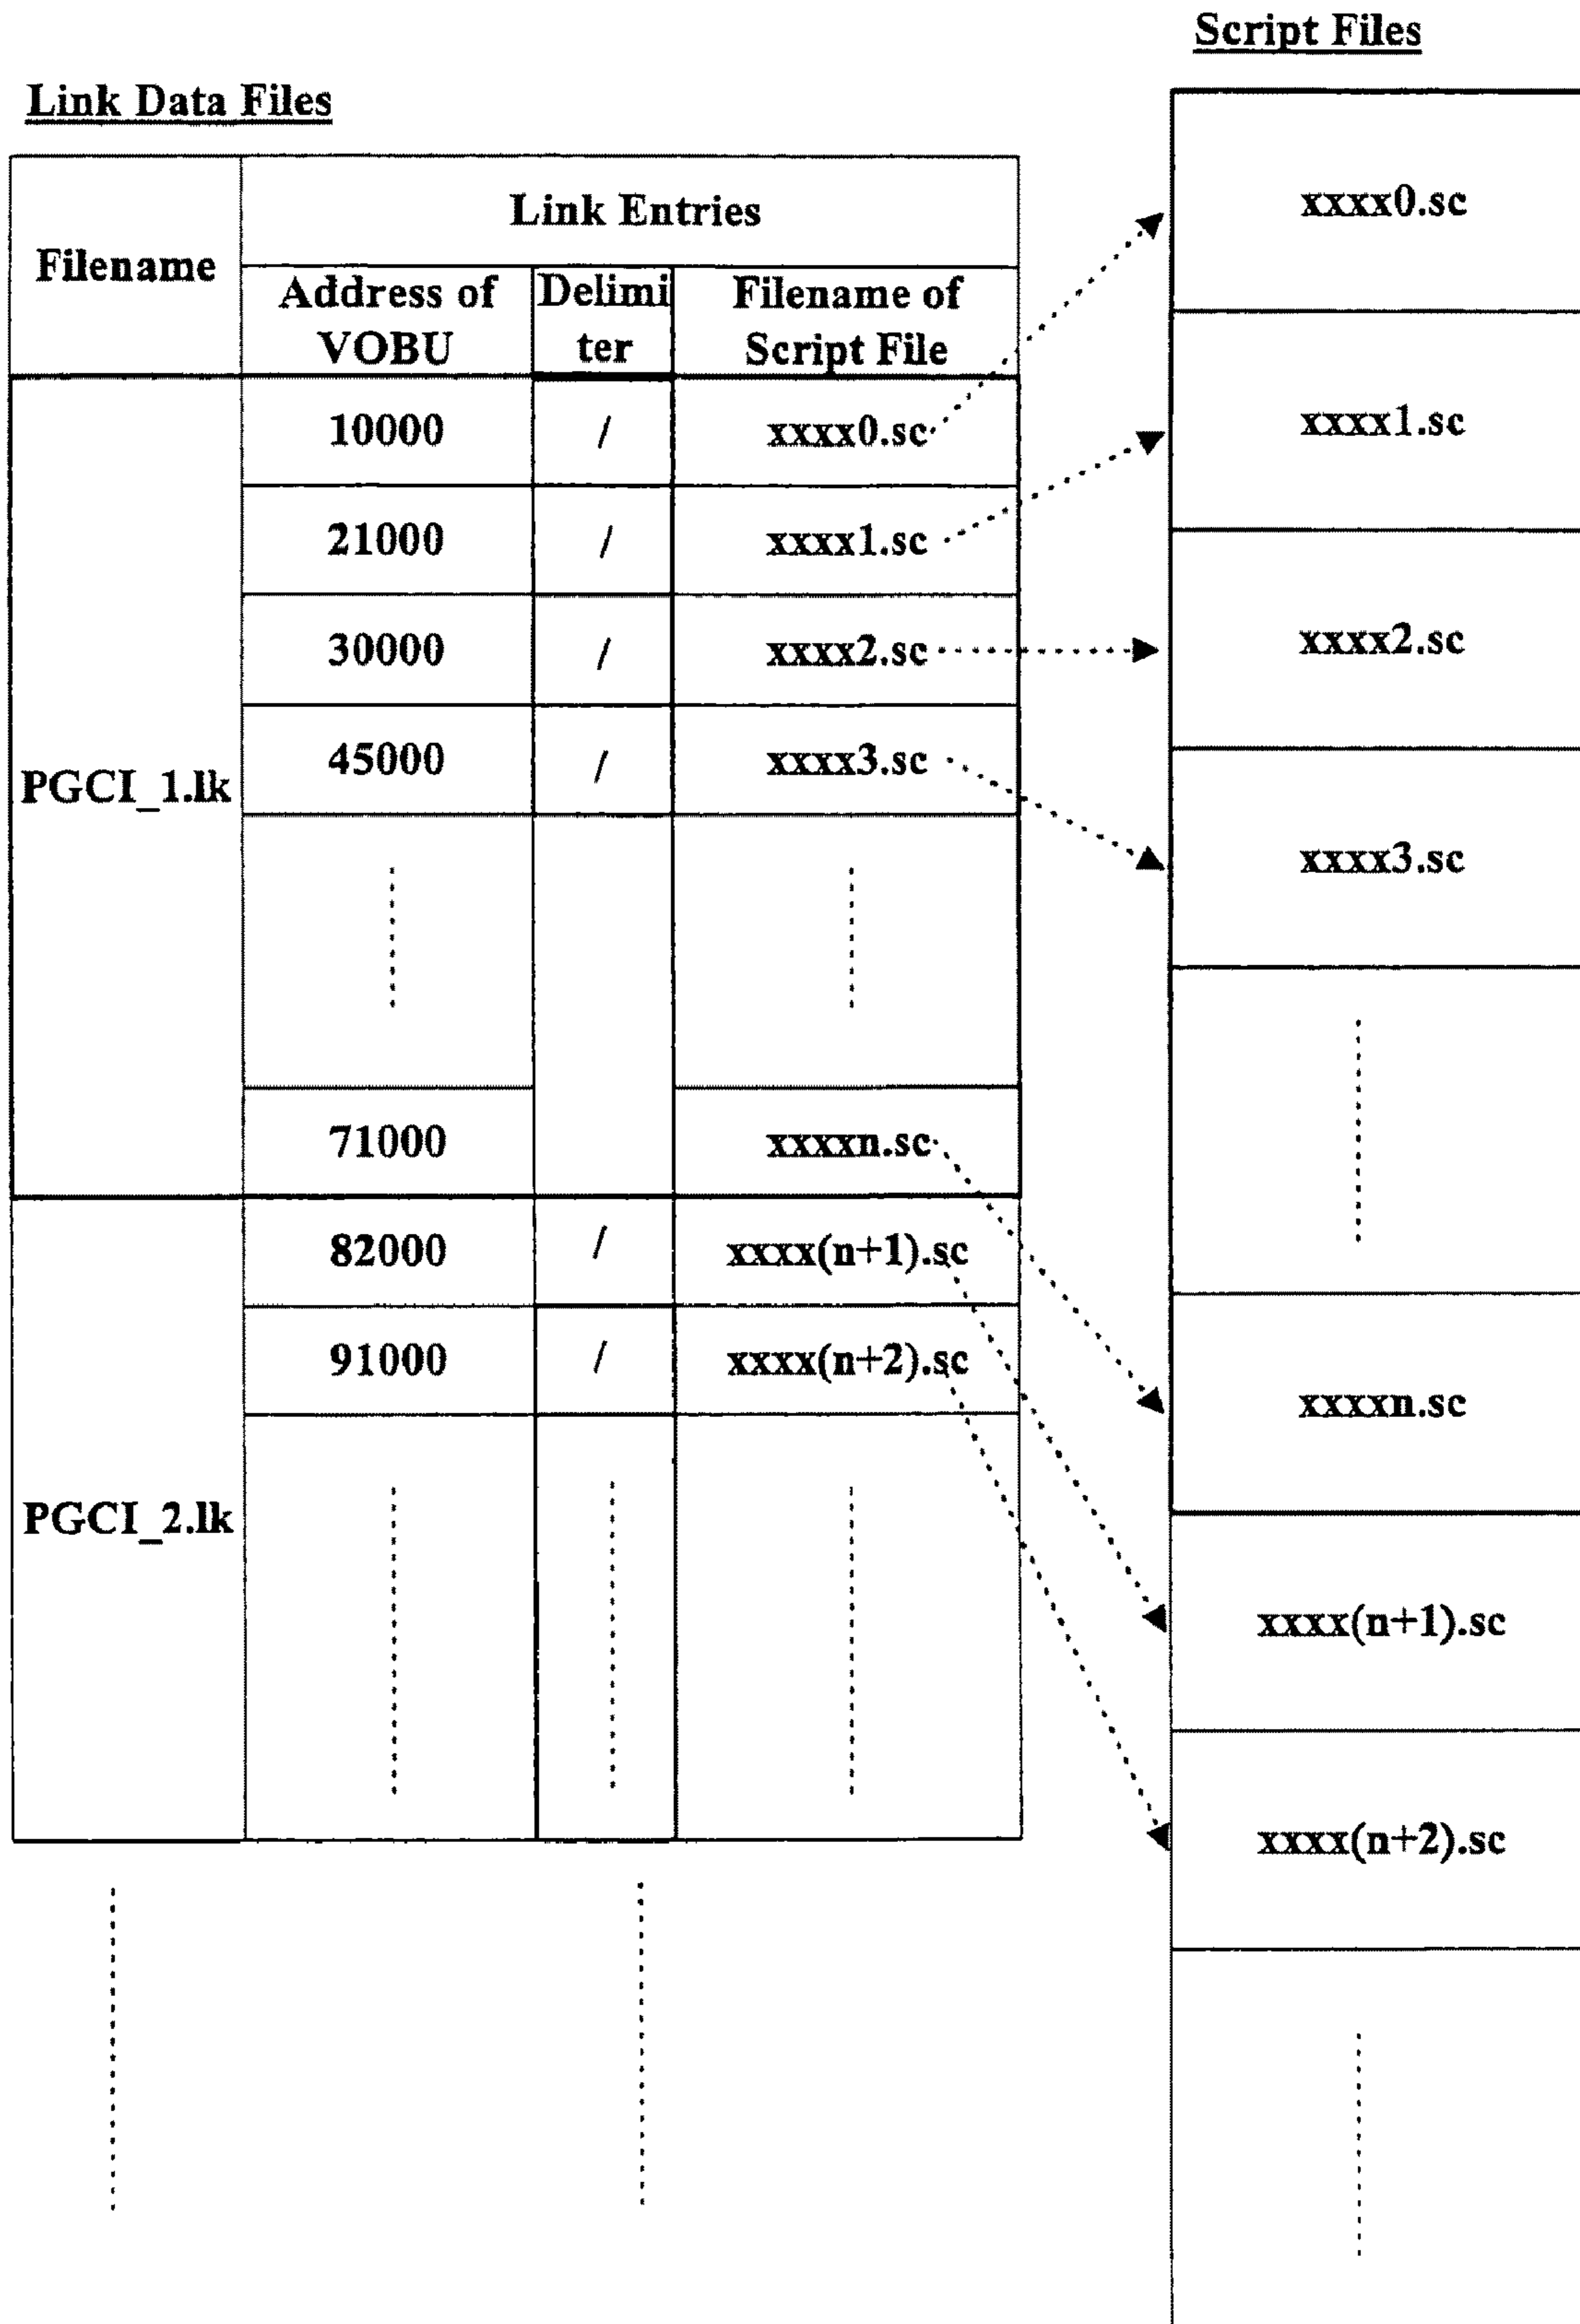 Script Files
Link Data Files
Filename
Link Entries
Address of
VOBU
Delimi
ter
Filename of
Script File
PGCI_1.lk
10000 / xxxx0.sc
21000 / xxxx1.sc
30000 / xxxx2.sc
45000 / xxxx3.sc
71000 xxxxn.sc
PGCI_2.lk
82000 / xxxx(n+1).sc
91000 / xxxx(n+2).sc
xxxx0.sc
xxxx1.sc
xxxx2.sc
xxxx3.sc
xxxxn.sc
xxxx(n+1).sc
xxxx(n+2).sc